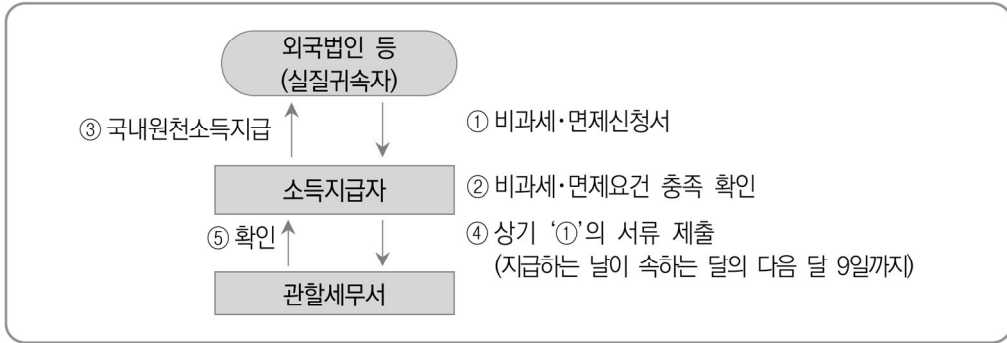 외국법인 등
(실질귀속자)
③ 국내원천소득지급
① 비과세·면제신청서
소득지급자
② 비과세·면제요건 충족 확인
⑤ 확인
④ 상기 ‘①’의 서류 제출
(지급하는 날이 속하는 달의 다음 달 9일까지)
관할세무서